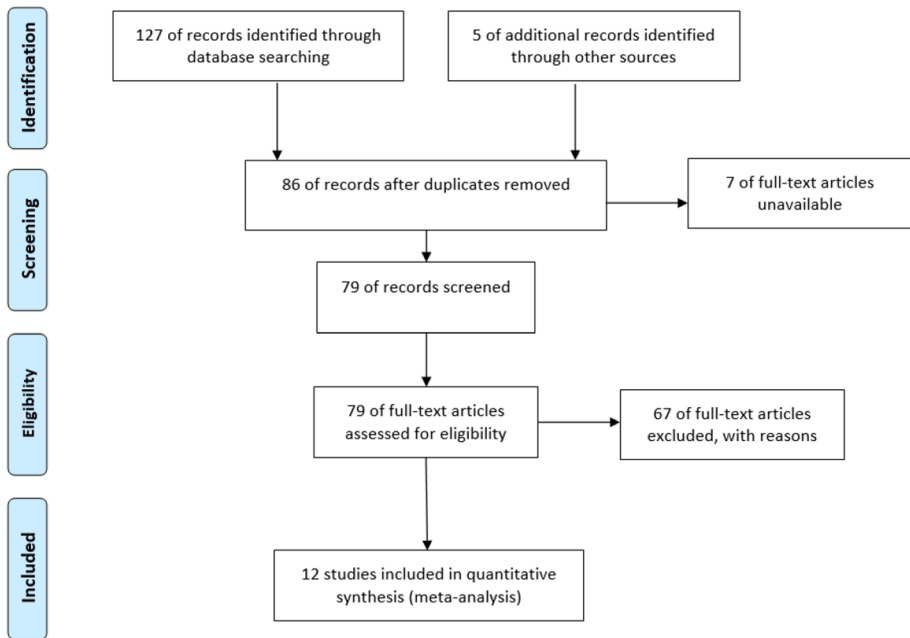 Identification
127 of records identified through
database searching
5 of additional records identified
through other sources
Screening
86 of records after duplicates removed
7 of full-text articles
unavailable
79 of records screened
Eligibility
79 of full-text articles
assessed for eligibility
67 of full-text articles
excluded, with reasons
Included
12 studies included in quantitative
synthesis (meta-analysis)